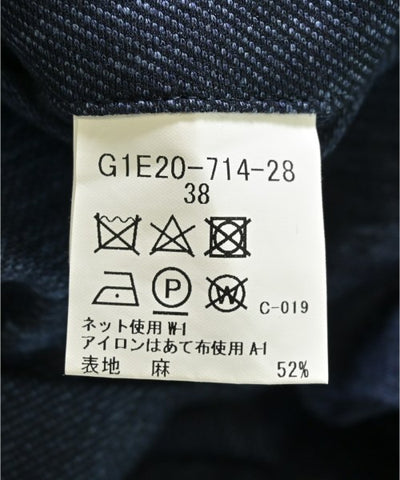 G1E20-714-28
38
P W C-019
ネット使用 W-1
アイロンはあて布使用 A-1
表地 麻 52%